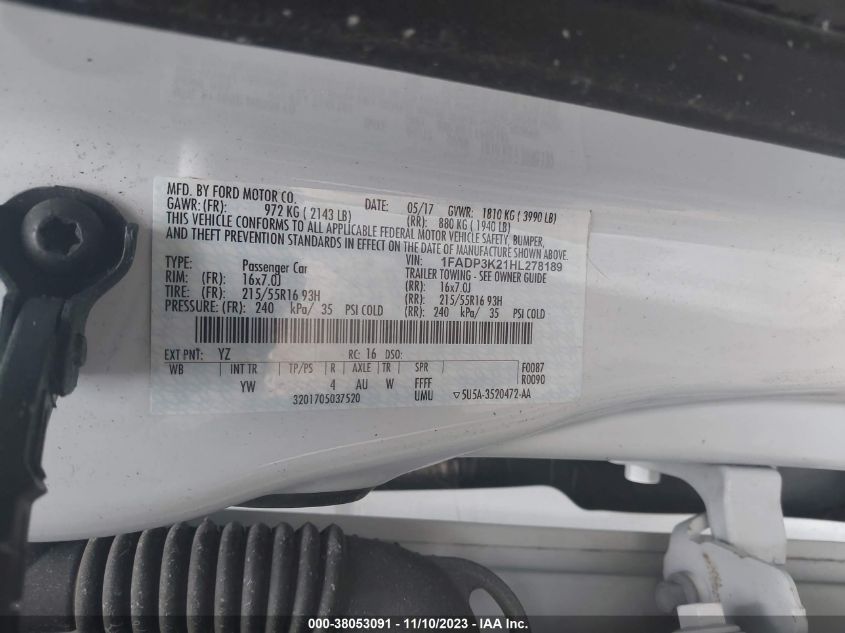 MFD. BY FORD MOTOR CO.
DATE: 05/17 GVWR: 1810 KG ( 3990 LB)
GAWR: (FR): 972 KG ( 2143 LB) (RR): 880 KG ( 1940 LB)
THIS VEHICLE CONFORMS TO ALL APPLICABLE FEDERAL MOTOR VEHICLE SAFETY, BUMPER,
AND THEFT PREVENTION STANDARDS IN EFFECT ON THE DATE OF MANUFACTURE SHOWN ABOVE.
VIN: 1FADP3K21HL278189
TYPE: Passenger Car TRAILER TOWING - SEE OWNER GUIDE
RIM: (FR): 16x7.0J (RR): 16x7.0J
TIRE: (FR): 215/55R16 93H (RR): 215/55R16 93H
PRESSURE: (FR): 240 kPa/ 35 PSI COLD (RR): 240 kPa/ 35 PSI COLD
EXT PNT: YZ RC: 16 DSO: F0087
WB INT TR TP/PS R AXLE TR SPR R0090
YW 4 AU W FFFF
3201705037520 UMU ▽5U5A-3520472-AA
000-38053091 - 11/10/2023 - IAA Inc.